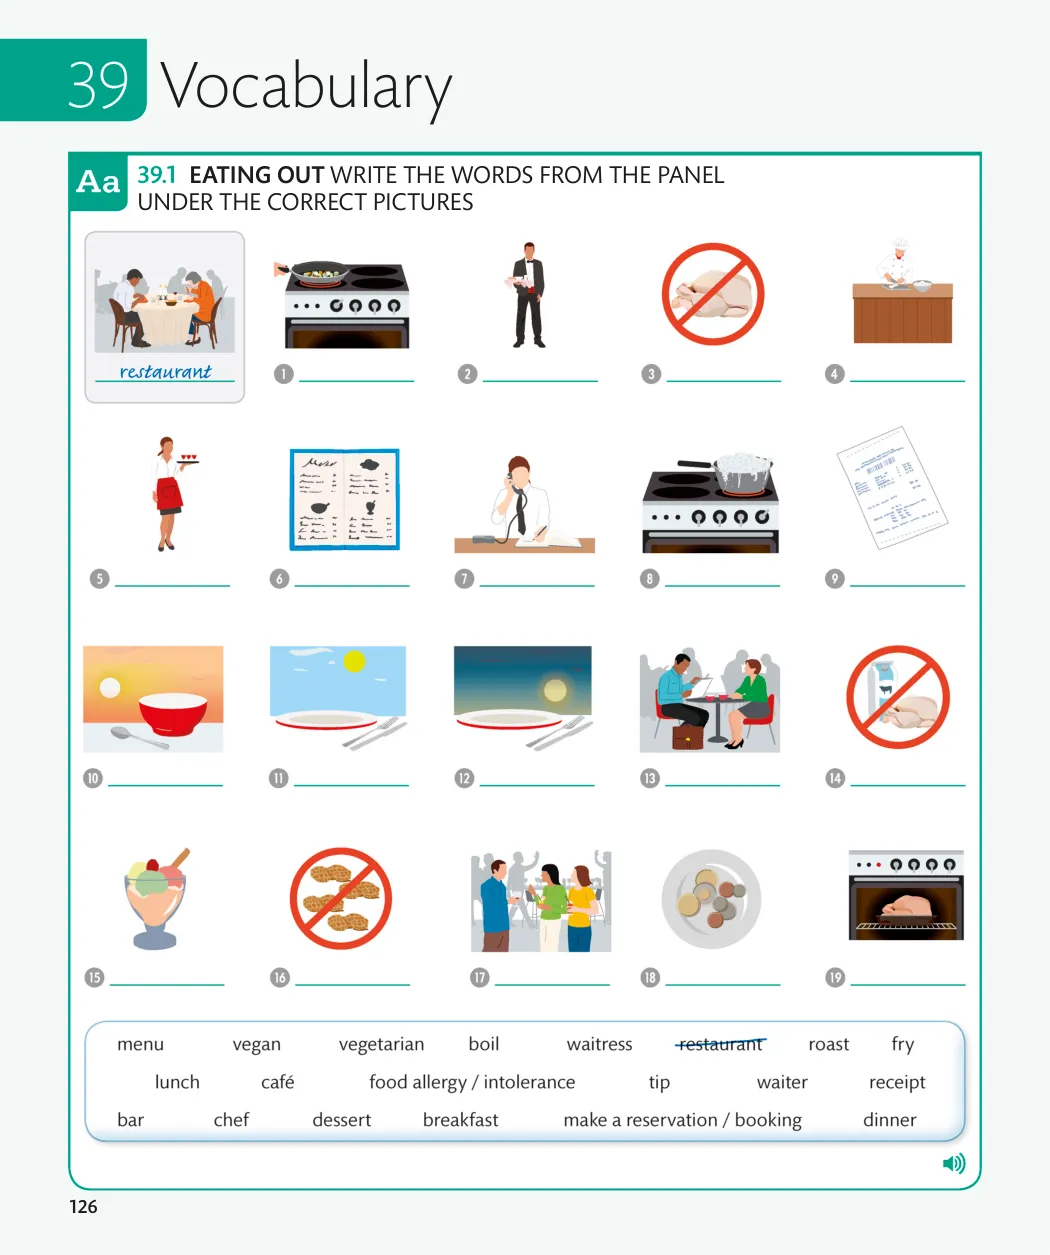 39 Vocabulary
Aa
39.1 EATING OUT WRITE THE WORDS FROM THE PANEL
UNDER THE CORRECT PICTURES
restaurant
1
2
3
4
Menu
5
6
7
8
9
10
11
12
13
14
15
16
17
18
19
menu vegan vegetarian boil waitress restaurant roast fry
lunch café food allergy / intolerance tip waiter receipt
bar chef dessert breakfast make a reservation / booking dinner
126